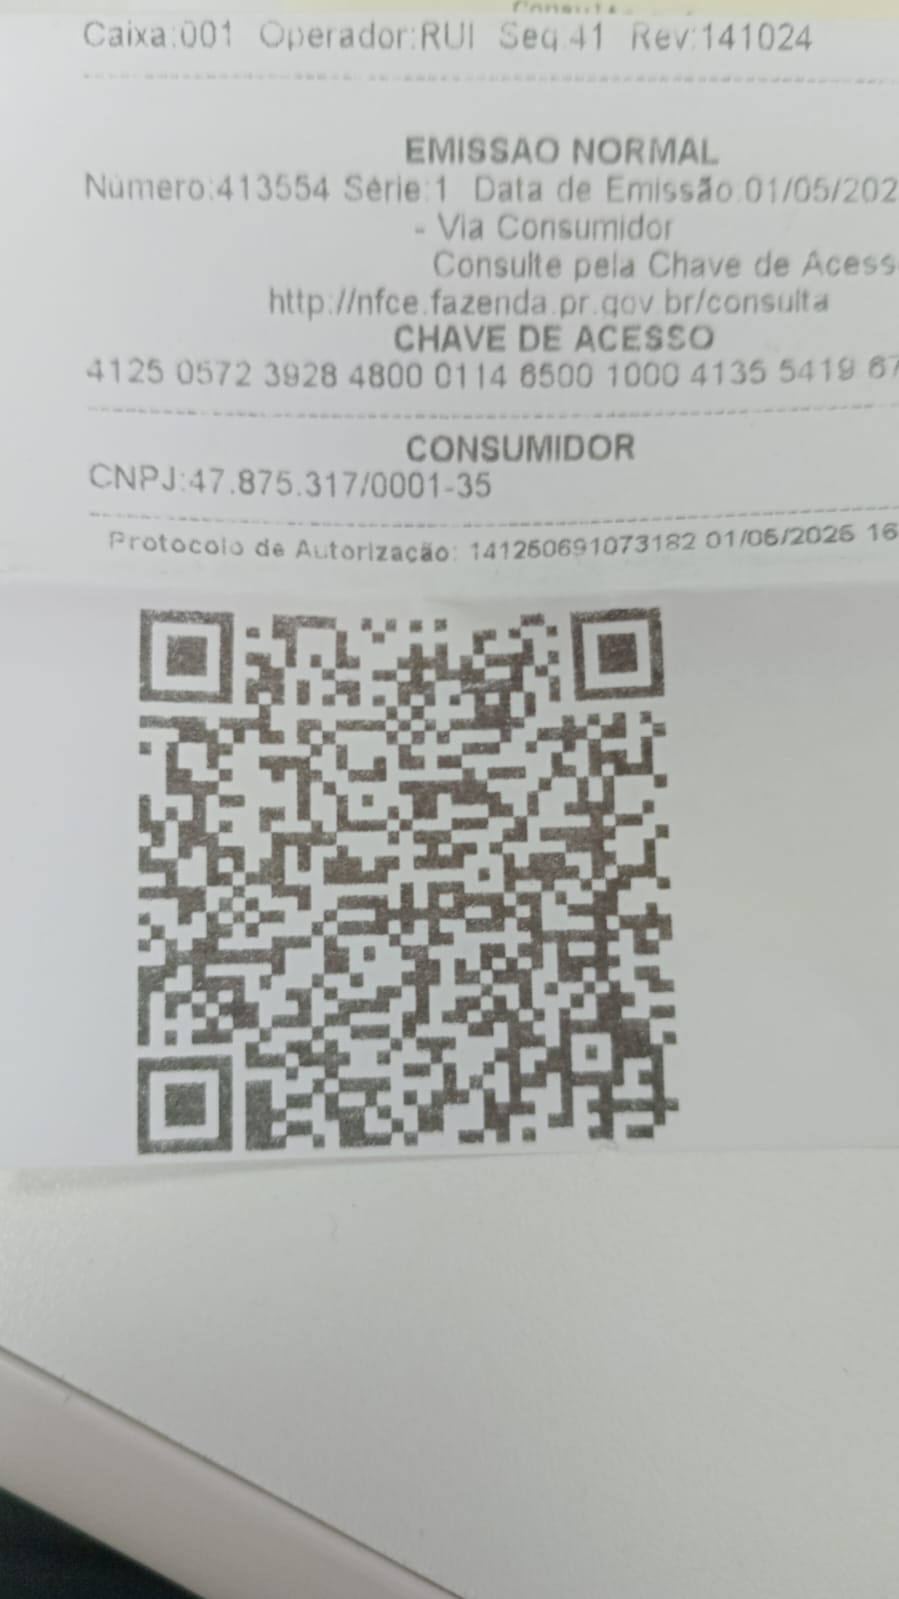 Caixa:001 Operador:RUI Seq.41 Rev:141024
EMISSAO NORMAL
Número:413554 Série:1 Data de Emissão:01/05/202
- Via Consumidor
Consulte pela Chave de Acess
http://nfce.fazenda.pr.gov.br/consulta
CHAVE DE ACESSO
4125 0572 3928 4800 0114 6500 1000 4135 5419 67
CONSUMIDOR
CNPJ:47.875.317/0001-35
Protocolo de Autorização: 141250691073182 01/05/2025 16